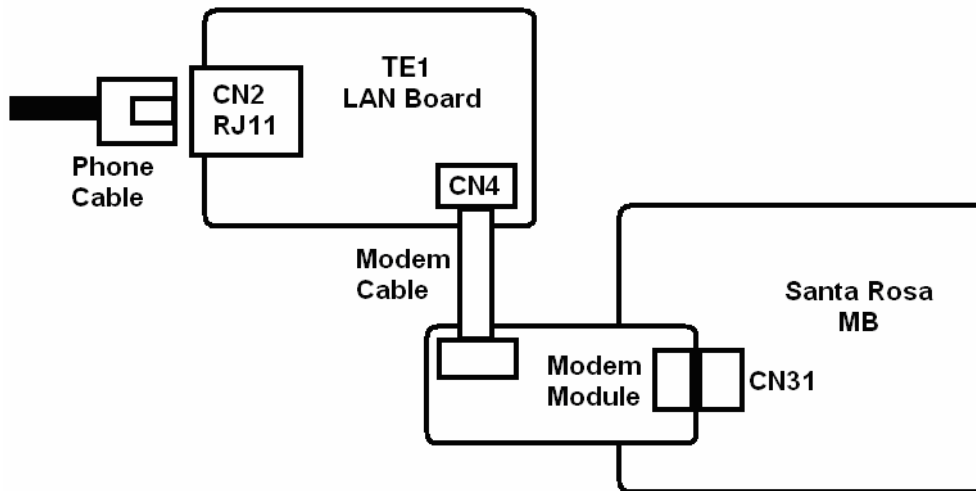 TE1
LAN Board
CN2
RJ11
Phone
Cable
CN4
Modem
Cable
Santa Rosa
MB
Modem
Module
CN31